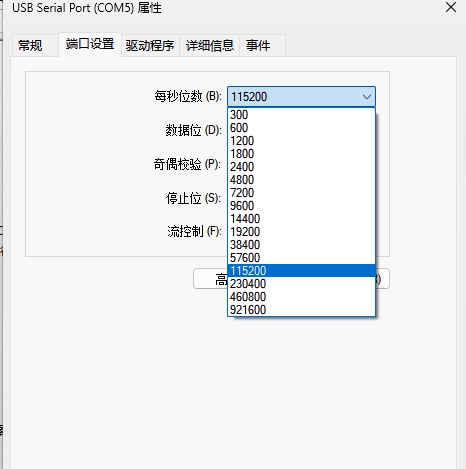 USB Serial Port (COM5) 属性
常规 端口设置 驱动程序 详细信息 事件
每秒位数 (B): 115200
300
600
数据位 (D):
1200
1800
2400
奇偶校验 (P):
4800
7200
停止位 (S):
9600
14400
19200
流控制 (F):
38400
57600
115200
高
230400
460800
921600